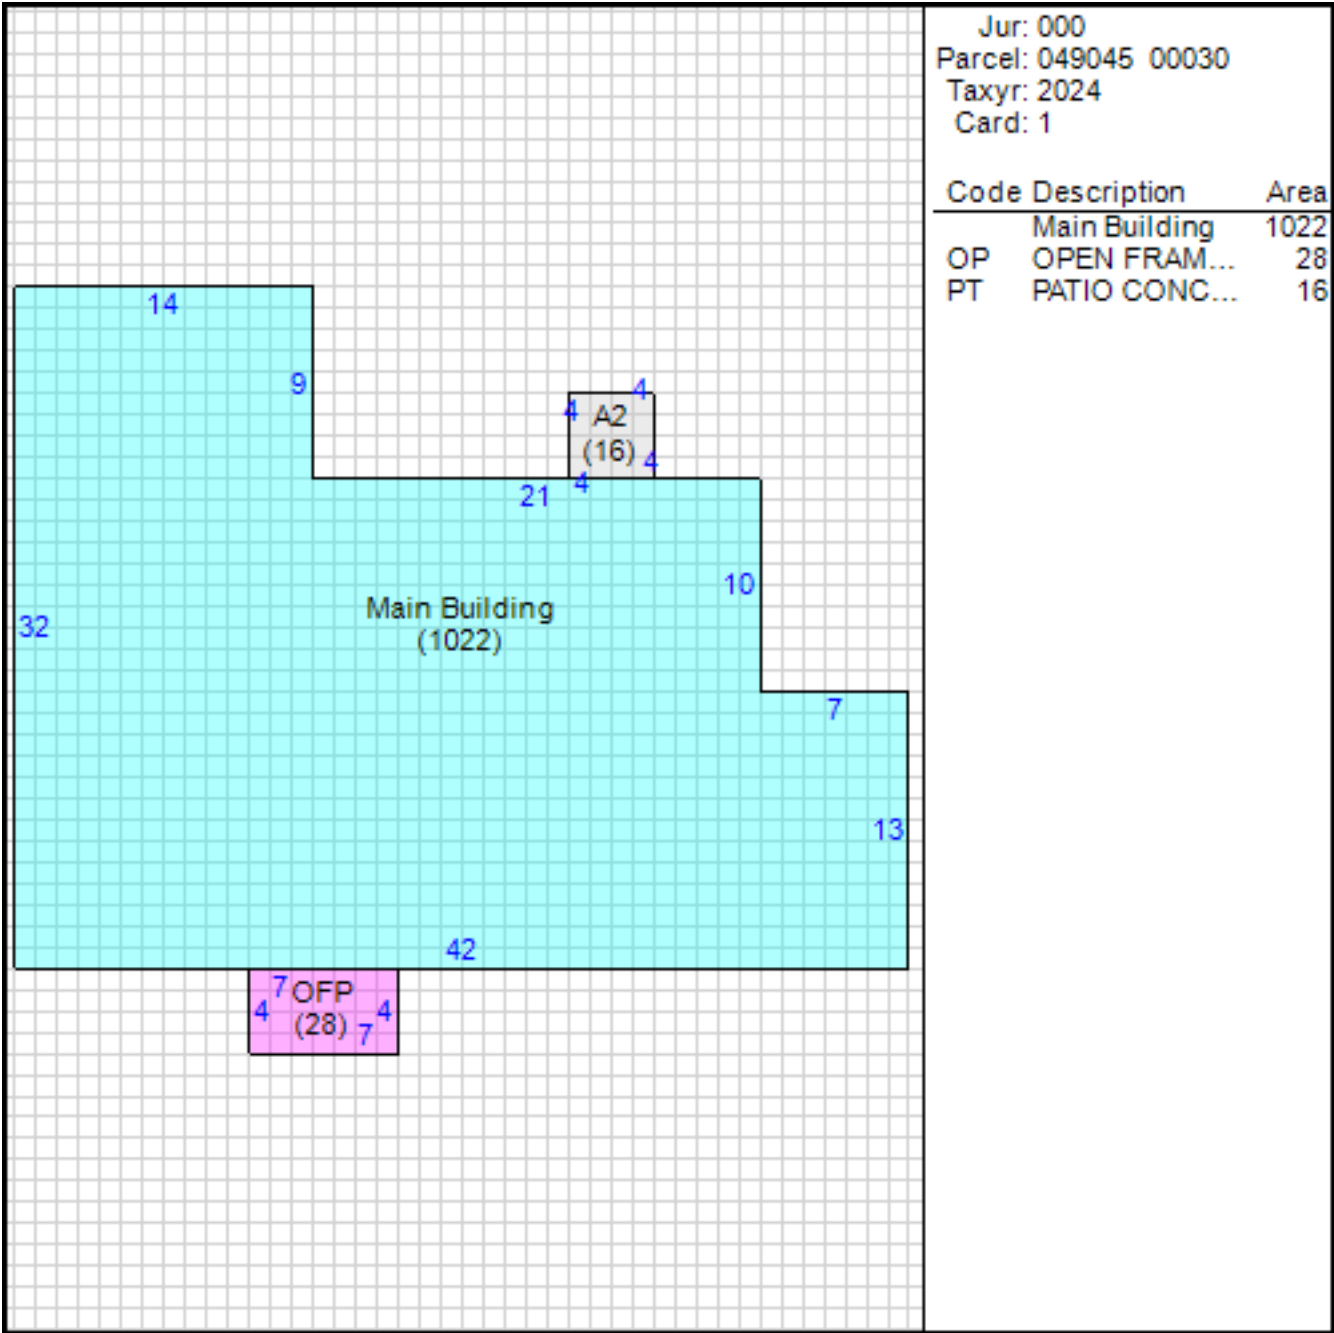 Jur: 000
Parcel: 049045 00030
Taxyr: 2024
Card: 1
Code Description Area
Main Building 1022
OP OPEN FRAM... 28
PT PATIO CONC... 16
14
9
4
4
A2
(16)
4
4
21
10
Main Building
(1022)
32
7
13
42
7
OFP
4
4
(28)
7